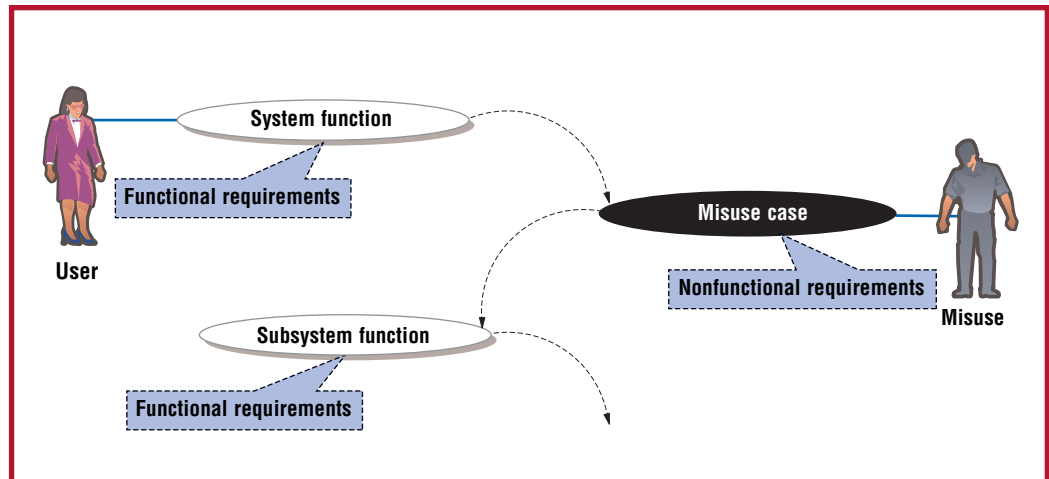 System function
Functional requirements
User
Misuse case
Nonfunctional requirements
Misuse
Subsystem function
Functional requirements